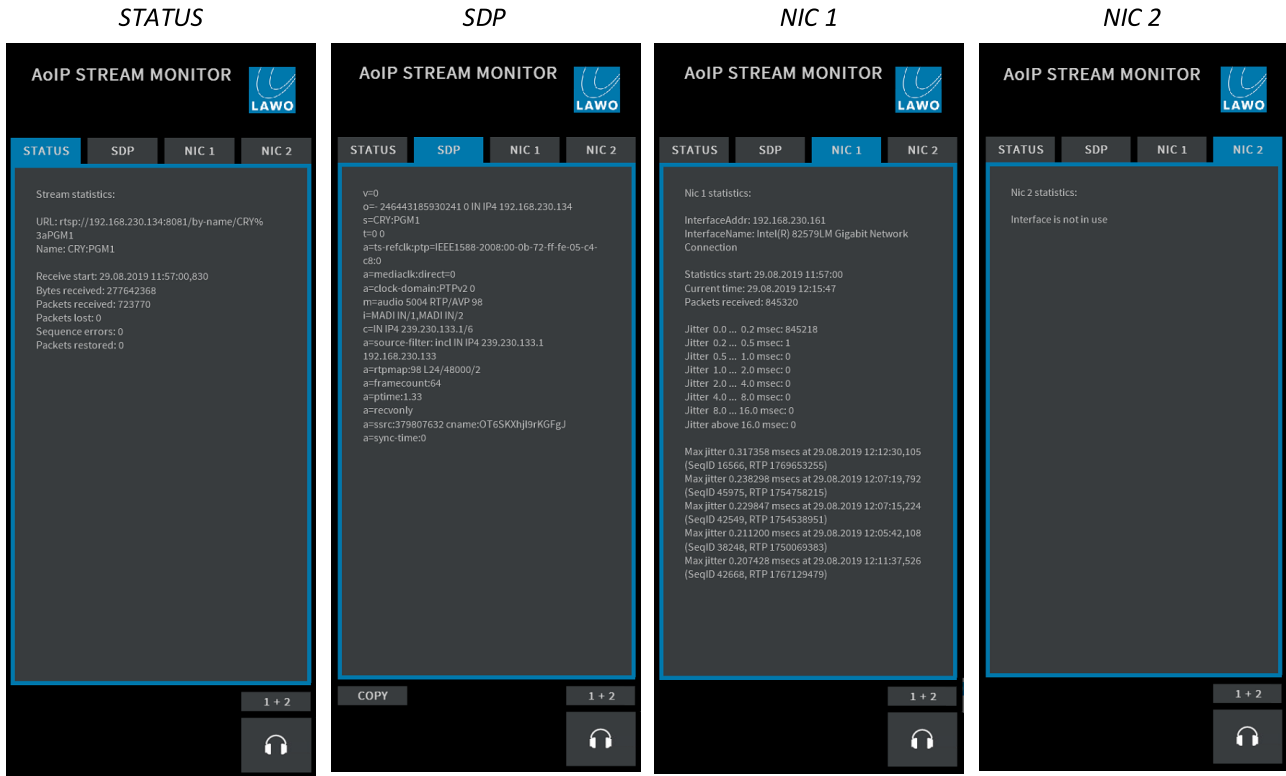 STATUS
AoIP STREAM MONITOR
LAWO
STATUS SDP NIC 1 NIC 2
Stream statistics:
URL: rtsp://192.168.230.134:8081/by-name/CRY%
3aPGM1
Name: CRY:PGM1
Receive start: 29.08.2019 11:57:00,830
Bytes received: 277642368
Packets received: 723770
Packets lost: 0
Sequence errors: 0
Packets restored: 0
1 + 2
SDP
AoIP STREAM MONITOR
LAWO
STATUS SDP NIC 1 NIC 2
v=0
o=- 246443185930241 0 IN IP4 192.168.230.134
s=CRY:PGM1
t=0 0
a=ts-refclk:ptp=IEEE1588-2008:00-0b-72-ff-fe-05-c4-
c8:0
a=mediaclk:direct=0
a=clock-domain:PTPv2 0
m=audio 5004 RTP/AVP 98
i=MADI IN/1,MADI IN/2
c=IN IP4 239.230.133.1/6
a=source-filter: incl IN IP4 239.230.133.1
192.168.230.133
a=rtpmap:98 L24/48000/2
a=framecount:64
a=ptime:1.33
a=recvonly
a=ssrc:379807632 cname:OT6SKXhjl9rKGFgJ
a=sync-time:0
COPY 1 + 2
NIC 1
AoIP STREAM MONITOR
LAWO
STATUS SDP NIC 1 NIC 2
Nic 1 statistics:
InterfaceAddr: 192.168.230.161
InterfaceName: Intel(R) 82579LM Gigabit Network
Connection
Statistics start: 29.08.2019 11:57:00
Current time: 29.08.2019 12:15:47
Packets received: 845320
Jitter 0.0 ... 0.2 msec: 845218
Jitter 0.2 ... 0.5 msec: 1
Jitter 0.5 ... 1.0 msec: 0
Jitter 1.0 ... 2.0 msec: 0
Jitter 2.0 ... 4.0 msec: 0
Jitter 4.0 ... 8.0 msec: 0
Jitter 8.0 ... 16.0 msec: 0
Jitter above 16.0 msec: 0
Max jitter 0.317358 msecs at 29.08.2019 12:12:30,105
(SeqID 16566, RTP 1769653255)
Max jitter 0.238298 msecs at 29.08.2019 12:07:19,792
(SeqID 45975, RTP 1754758215)
Max jitter 0.229847 msecs at 29.08.2019 12:07:15,224
(SeqID 42549, RTP 1754538951)
Max jitter 0.211200 msecs at 29.08.2019 12:05:42,108
(SeqID 38248, RTP 1750069383)
Max jitter 0.207428 msecs at 29.08.2019 12:11:37,526
(SeqID 42668, RTP 1767129479)
1 + 2
NIC 2
AoIP STREAM MONITOR
LAWO
STATUS SDP NIC 1 NIC 2
Nic 2 statistics:
Interface is not in use
1 + 2